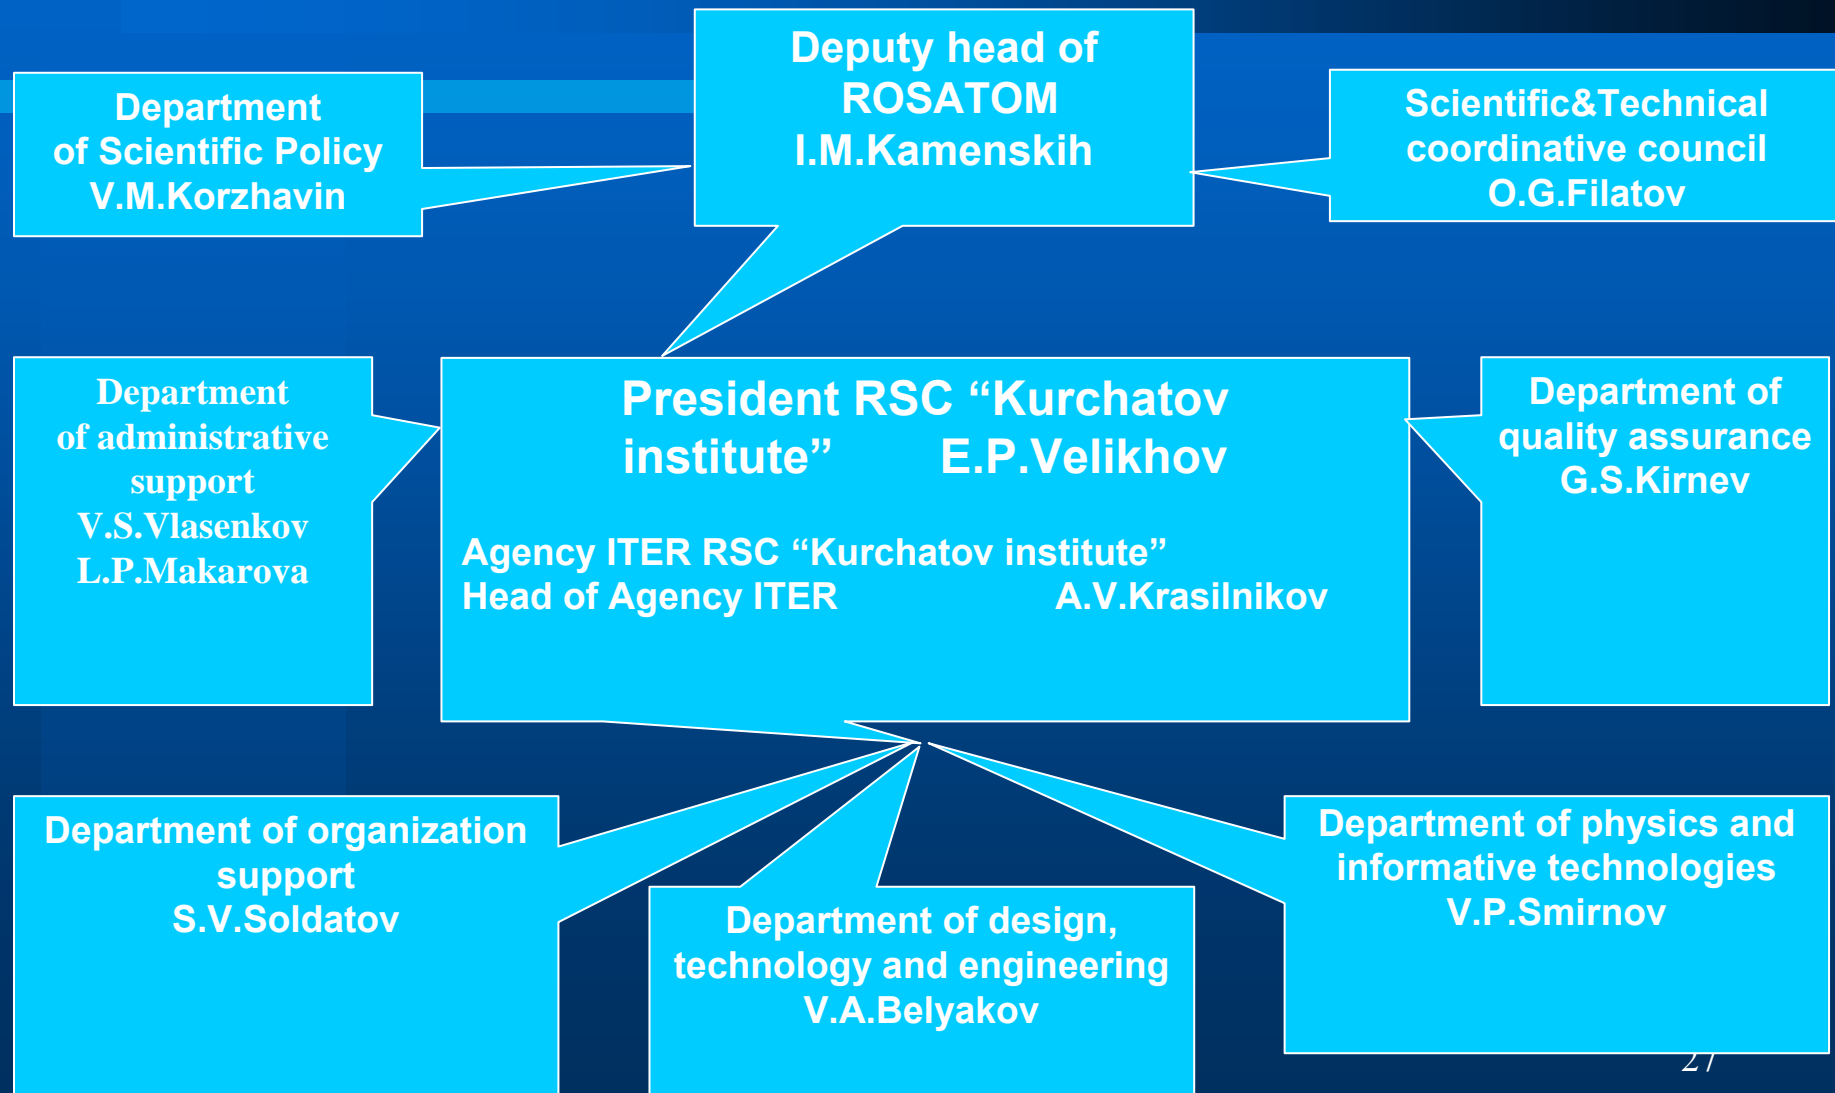 Deputy head of
ROSATOM
I.M.Kamenskih
Department
of Scientific Policy
V.M.Korzhavin
Scientific&Technical
coordinative council
O.G.Filatov
Department
of administrative
support
V.S.Vlasenkov
L.P.Makarova
President RSC “Kurchatov
institute” E.P.Velikhov
Agency ITER RSC “Kurchatov institute”
Head of Agency ITER A.V.Krasilnikov
Department of
quality assurance
G.S.Kirnev
Department of organization
support
S.V.Soldatov
Department of design,
technology and engineering
V.A.Belyakov
Department of physics and
informative technologies
V.P.Smirnov
27